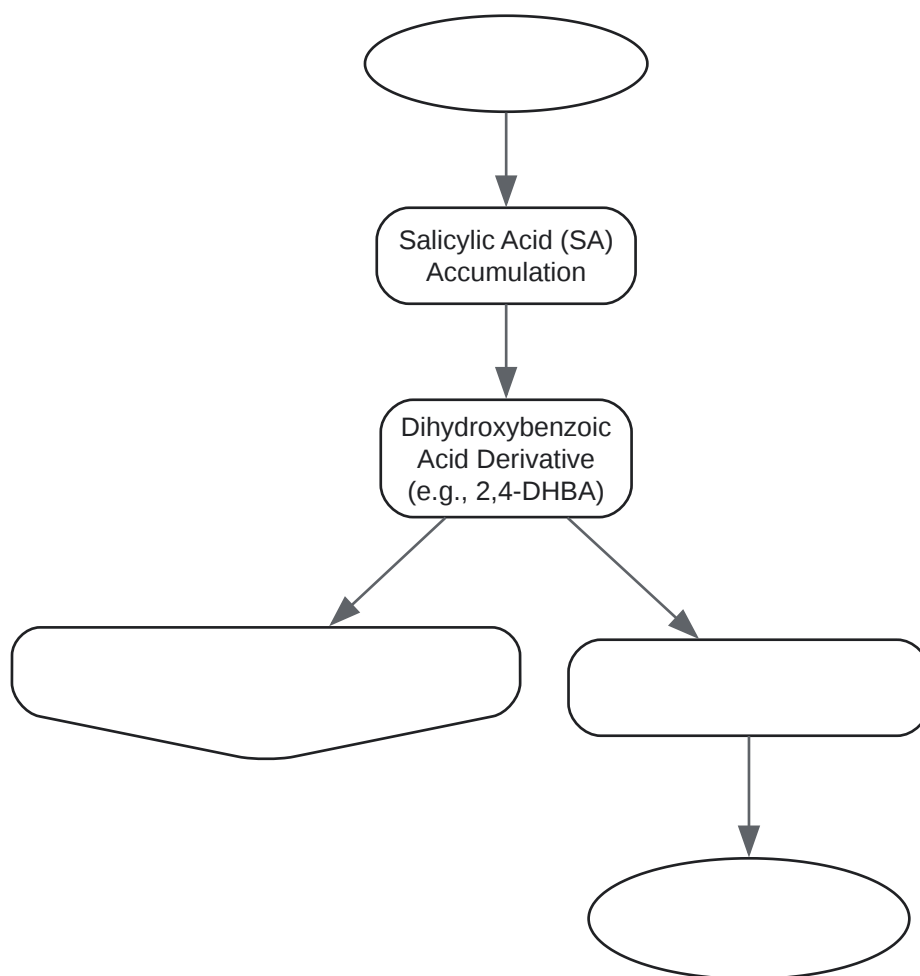 Salicylic Acid (SA)
Accumulation
Dihydroxybenzoic
Acid Derivative
(e.g., 2,4-DHBA)